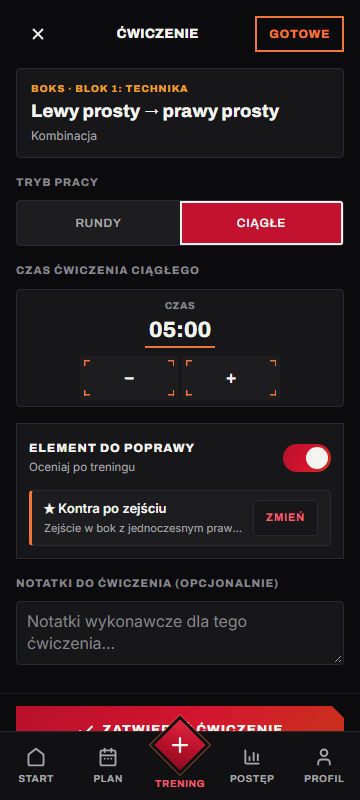 ĆWICZENIE
GOTOWE
BOKS · BLOK 1: TECHNIKA
Lewy prosty → prawy prosty
Kombinacja
TRYB PRACY
RUNDY
CIĄGŁE
CZAS ĆWICZENIA CIĄGŁEGO
CZAS
05:00
− +
ELEMENT DO POPRAWY
Oceniaj po treningu
★ Kontra po zejściu
Zejście w bok z jednoczesnym praw...
ZMIEŃ
NOTATKI DO ĆWICZENIA (OPCJONALNIE)
Notatki wykonawcze dla tego
ćwiczenia...
ĆWICZENIE
START
PLAN
TRENING
POSTĘP
PROFIL